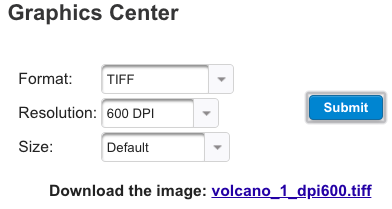 Graphics Center
Format: TIFF
Resolution: 600 DPI
Submit
Size: Default
Download the image: volcano_1_dpi600.tiff